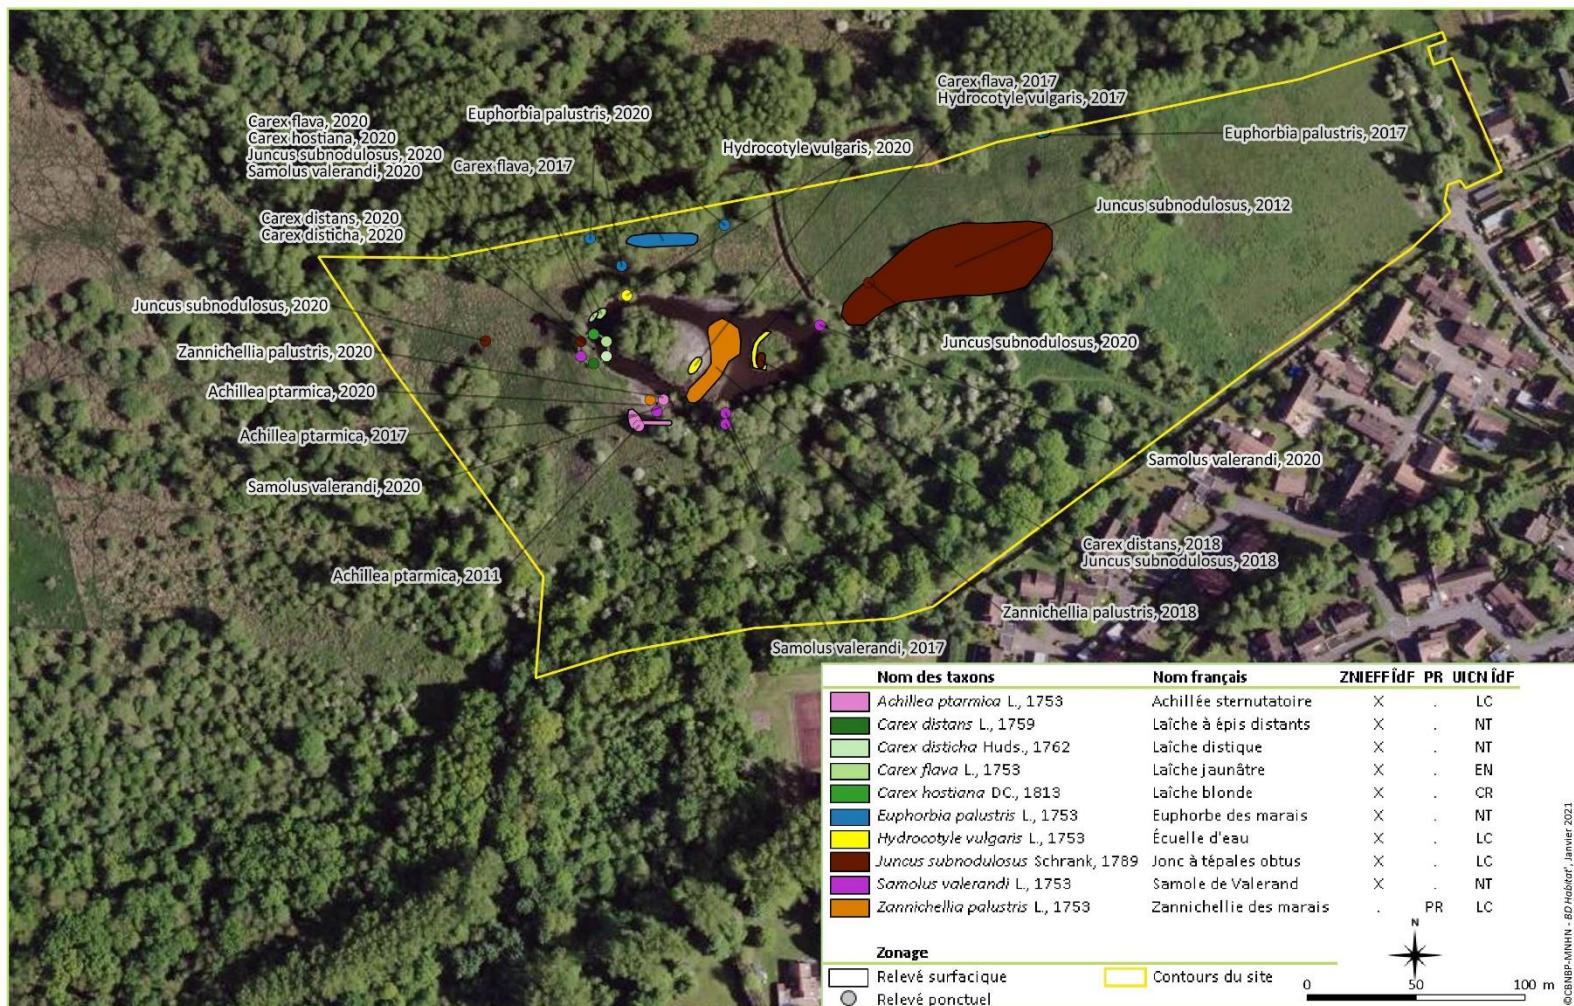 Carex flava, 2017
Hydrocotyle vulgaris, 2017
Euphorbia palustris, 2020
Carex flava, 2020
Carex hostiana, 2020
Juncus subnodulosus, 2020
Samolus valerandi, 2020
Euphorbia palustris, 2017
Hydrocotyle vulgaris, 2020
Carex flava, 2017
Juncus subnodulosus, 2012
Carex distans, 2020
Carex disticha, 2020
Juncus subnodulosus, 2020
Juncus subnodulosus, 2020
Zannichellia palustris, 2020
Achillea ptarmica, 2020
Achillea ptarmica, 2017
Samolus valerandi, 2020
Samolus valerandi, 2020
Carex distans, 2018
Juncus subnodulosus, 2018
Achillea ptarmica, 2011
Zannichellia palustris, 2018
Samolus valerandi, 2017
Nom des taxons Nom français ZNIEFF ÎdF PR UICN ÎdF
Achillea ptarmica L., 1753 Achillée sternutatoire X . LC
Carex distans L., 1759 Laîche à épis distants X . NT
Carex disticha Huds., 1762 Laîche distique X . NT
Carex flava L., 1753 Laîche jaunâtre X . EN
Carex hostiana DC., 1813 Laîche blonde X . CR
Euphorbia palustris L., 1753 Euphorbe des marais X . NT
Hydrocotyle vulgaris L., 1753 Écuelle d'eau X . LC
Juncus subnodulosus Schrank, 1789 Jonc à tépales obtus X . LC
Samolus valerandi L., 1753 Samole de Valerand X . NT
Zannichellia palustris L., 1753 Zannichellie des marais . PR LC
Zonage
Relevé surfacique
Contours du site
Relevé ponctuel
N
0 50 100 m
©CBNBP-MNHN - BD Habitat', Janvier 2021